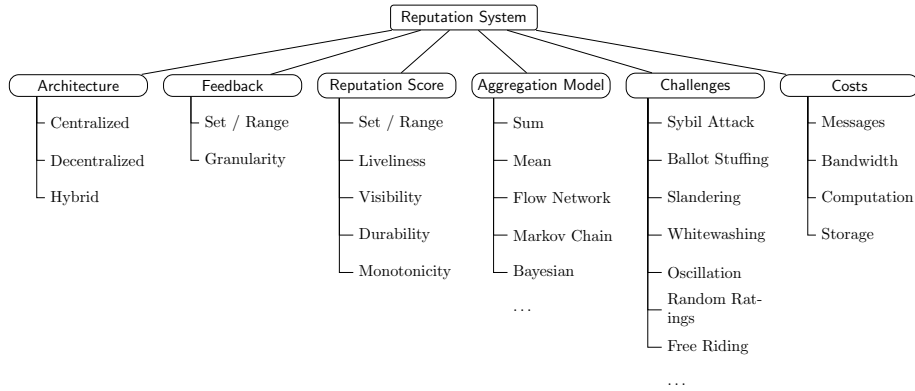 Reputation System
Architecture
Centralized
Decentralized
Hybrid
Feedback
Set / Range
Granularity
Reputation Score
Set / Range
Liveliness
Visibility
Durability
Monotonicity
Aggregation Model
Sum
Mean
Flow Network
Markov Chain
Bayesian
...
Challenges
Sybil Attack
Ballot Stuffing
Slandering
Whitewashing
Oscillation
Random Rat-
ings
Free Riding
...
Costs
Messages
Bandwidth
Computation
Storage